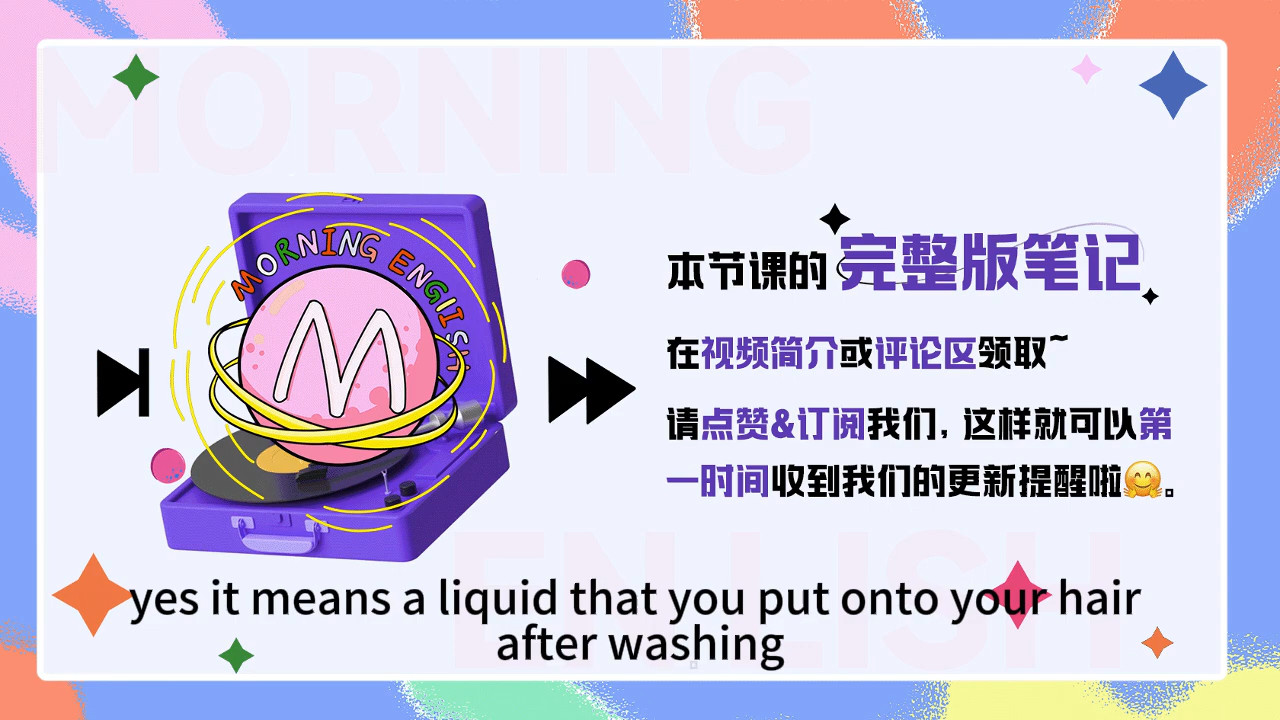 MORNING
MORNING ENGLISH
M
本节课的 完整版笔记
在视频简介或评论区领取~
请点赞&订阅我们，这样就可以第
一时间收到我们的更新提醒啦🤗。
ENLISH
yes it means a liquid that you put onto your hair
after washing